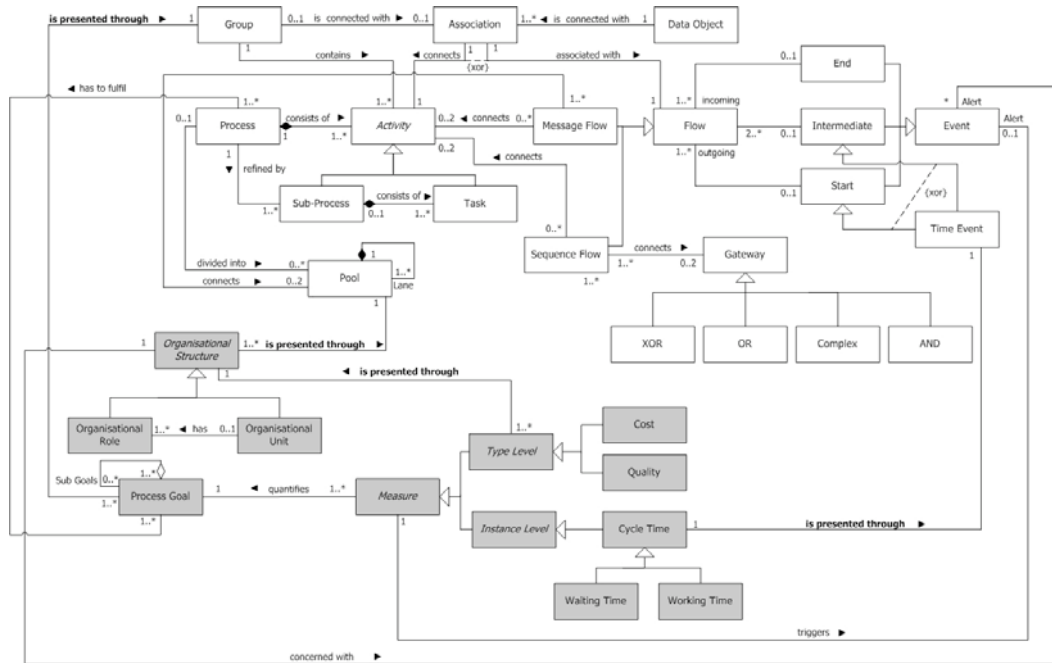 is presented through ► 1
Group
0..1 is connected with ► 0..1
Association
1..* ◄ is connected with 1
Data Object
1
contains ►
◄ connects
1
1
{xor}
associated with ►
0..1
End
◄ has to fulfil
1..*
0..1
Process
consists of ►
1
1..*
1..*
1
Activity
0..2
◄ connects
0..*
1..*
Message Flow
1
1..*
incoming
Flow
2..*
0..1
Intermediate
*
Alert
Event
Alert
0..1
1
▼ refined by
0..2
◄ connects
1..*
outgoing
0..1
Start
{xor}
1..*
Sub-Process
consists of ►
0..1
1..*
Task
Time Event
1
0..*
Sequence Flow
connects ►
1..*
0..2
1..*
Gateway
divided into ►
0..*
connects ►
0..2
Pool
1
1..*
Lane
1
XOR
OR
Complex
AND
1
Organisational
Structure
1..*
is presented through ►
1
◄ is presented through
1..*
Organisational
Role
1..*
◄ has
0..1
Organisational
Unit
Type Level
Cost
Quality
Sub Goals
0..*
1..*
1..*
Process Goal
1..*
1
◄ quantifies
1..*
Measure
1
Instance Level
Cycle Time
1
is presented through ►
Waiting Time
Working Time
triggers ►
concerned with ►